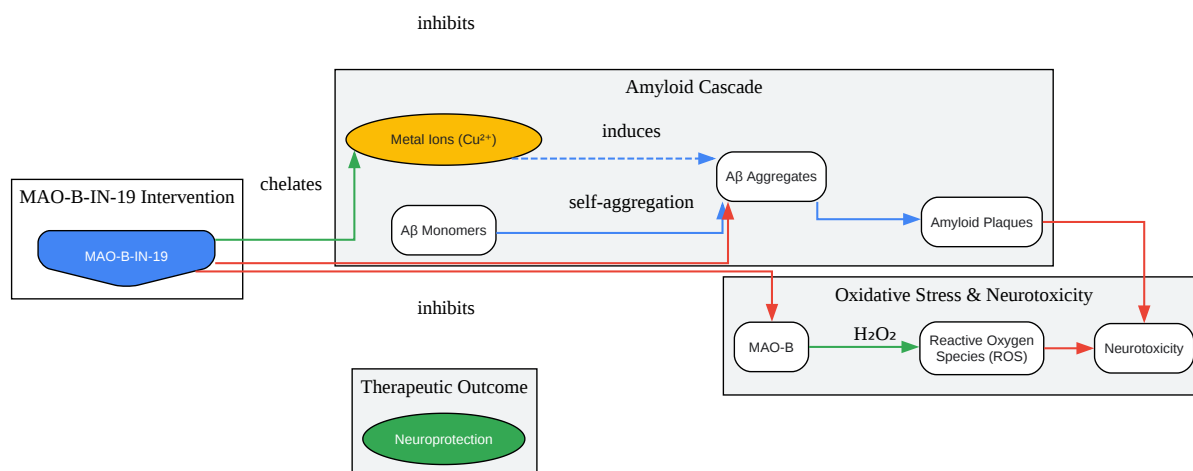 inhibits
Amyloid Cascade
Metal Ions (Cu²⁺)
induces
Aβ Aggregates
chelates
MAO-B-IN-19 Intervention
self-aggregation
Aβ Monomers
Amyloid Plaques
MAO-B-IN-19
inhibits
Oxidative Stress & Neurotoxicity
H₂O₂
MAO-B
Reactive Oxygen
Species (ROS)
Neurotoxicity
Therapeutic Outcome
Neuroprotection